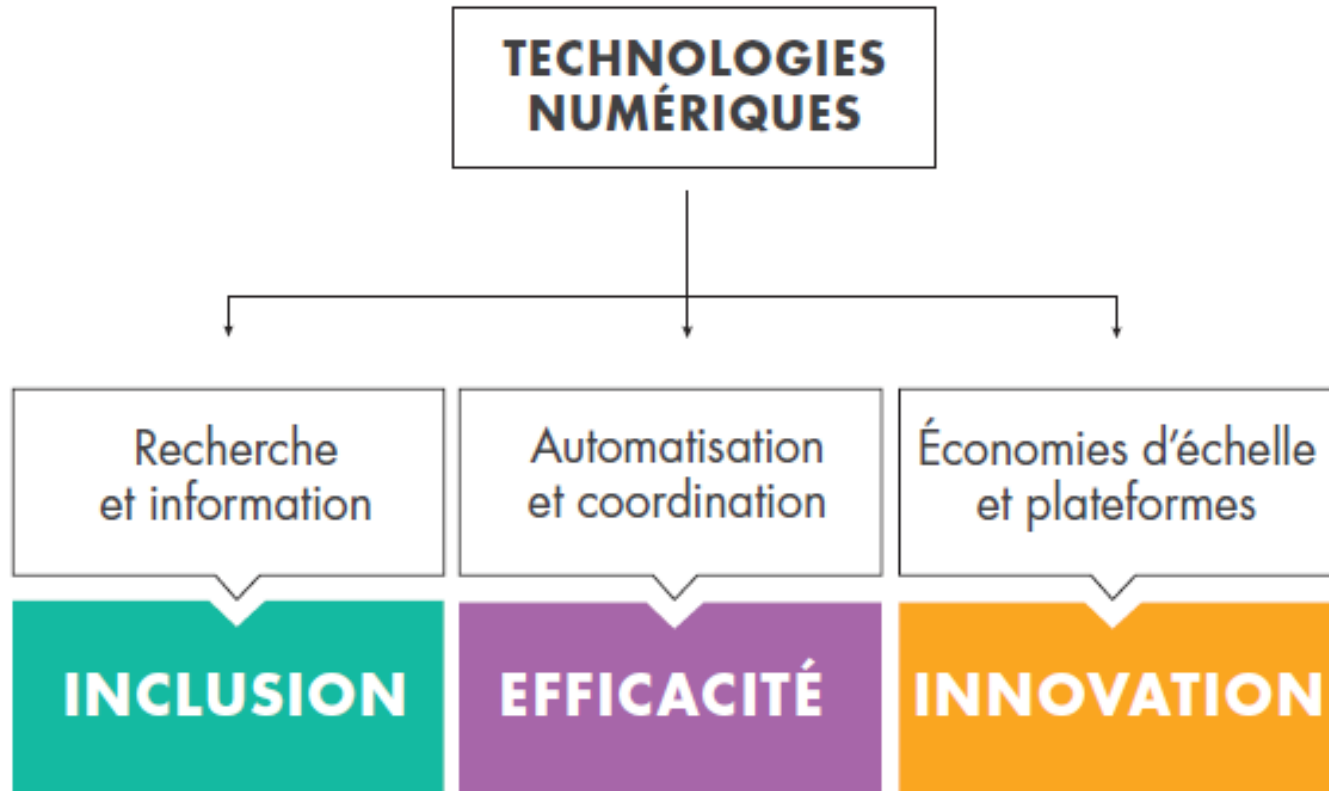 TECHNOLOGIES
NUMÉRIQUES
Recherche
et information
Automatisation
et coordination
Économies d’échelle
et plateformes
INCLUSION
EFFICACITÉ
INNOVATION